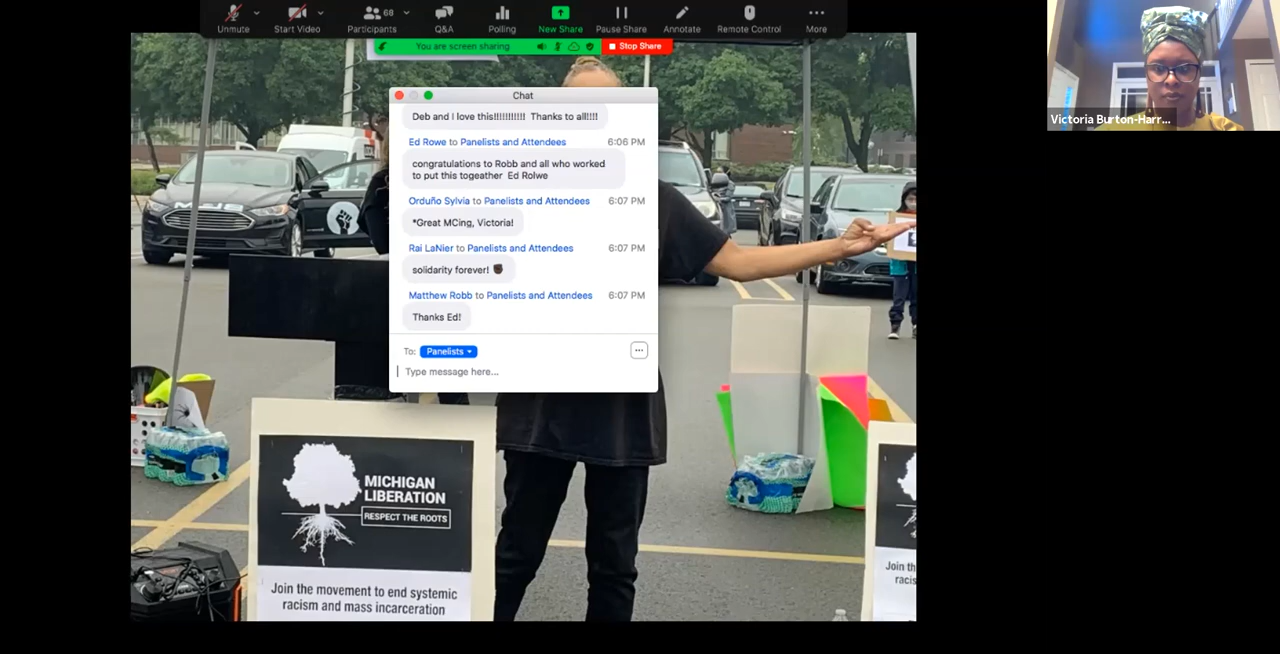 Unmute
Start Video
68
Participants
Q&A
Polling
New Share
Pause Share
Annotate
Remote Control
More
You are screen sharing
Stop Share
Victoria Burton-Harr...
Chat
Deb and I love this!!!!!!!!!!! Thanks to all!!!!
Ed Rowe to Panelists and Attendees 6:06 PM
congratulations to Robb and all who worked
to put this togeather Ed Rolwe
Orduño Sylvia to Panelists and Attendees 6:07 PM
*Great MCing, Victoria!
Rai LaNier to Panelists and Attendees 6:07 PM
solidarity forever! ✊🏿
Matthew Robb to Panelists and Attendees 6:07 PM
Thanks Ed!
To: Panelists
Type message here...
MICHIGAN
LIBERATION
RESPECT THE ROOTS
Join the movement to end systemic
racism and mass incarceration
Join th
racis